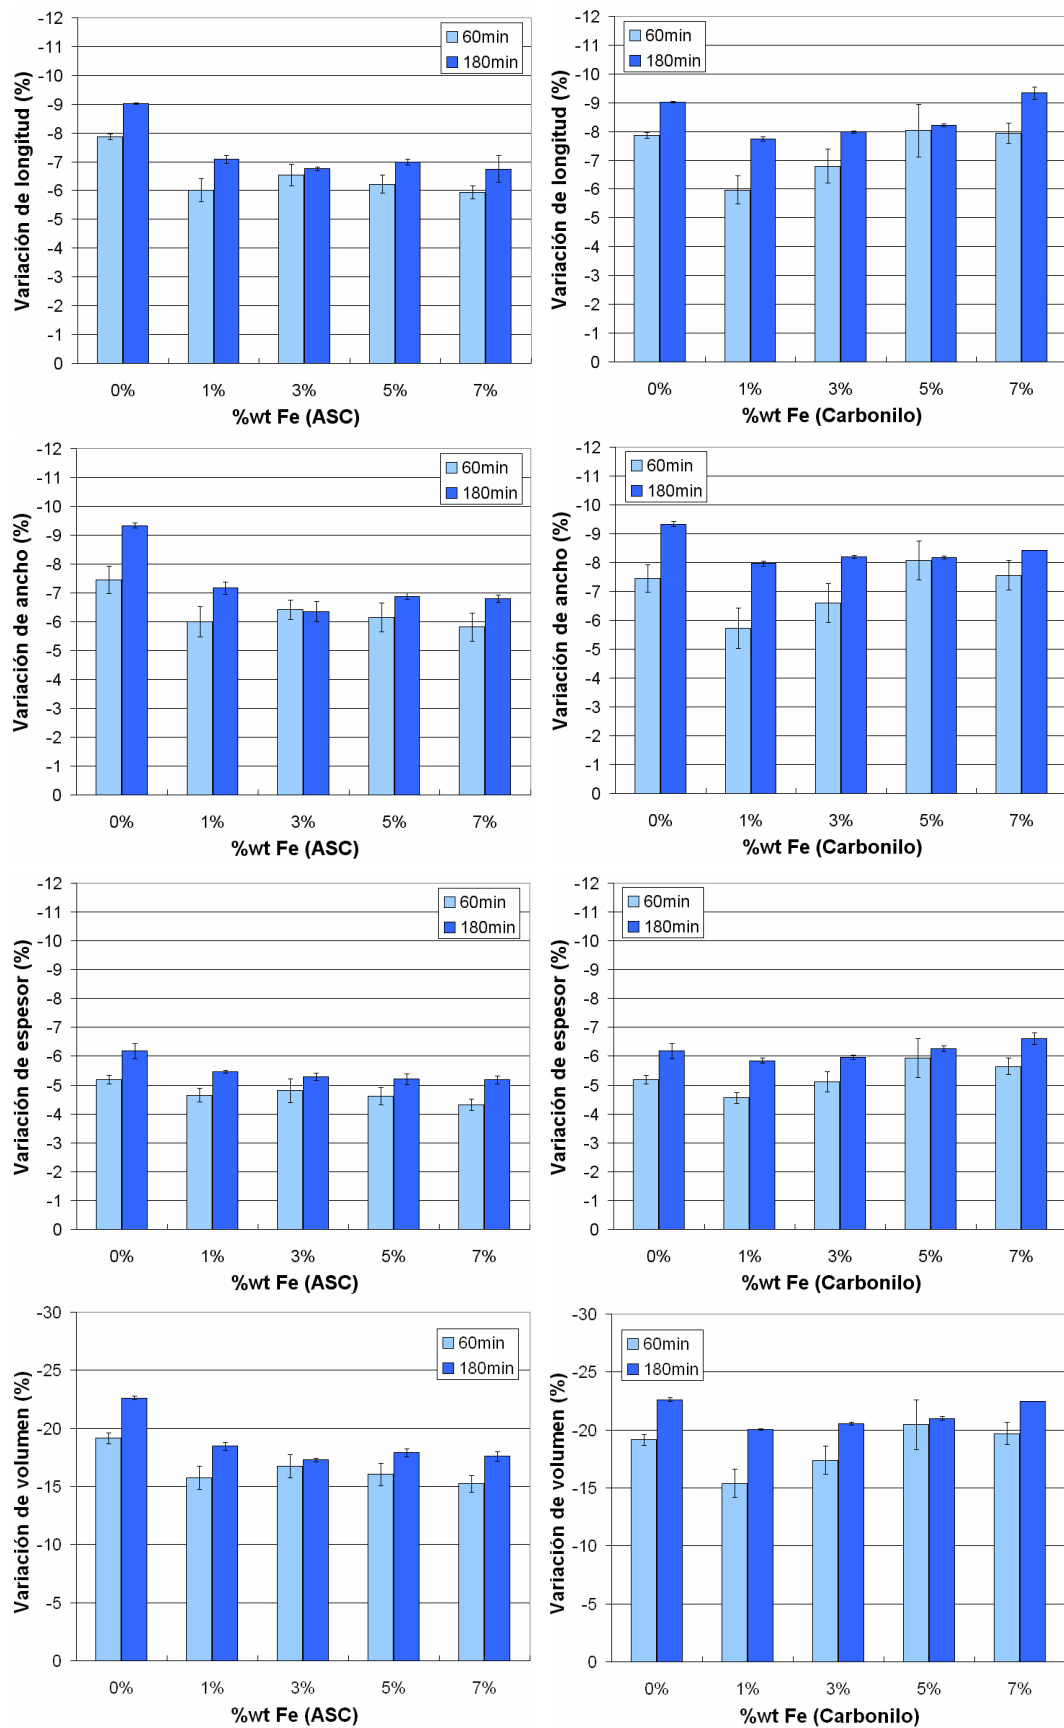 -12
-11
-10
-9
-8
-7
-6
-5
-4
-3
-2
-1
0
Variación de longitud (%)
60min
180min
0% 1% 3% 5% 7%
%wt Fe (ASC)
-12
-11
-10
-9
-8
-7
-6
-5
-4
-3
-2
-1
0
Variación de longitud (%)
60min
180min
0% 1% 3% 5% 7%
%wt Fe (Carbonilo)
-12
-11
-10
-9
-8
-7
-6
-5
-4
-3
-2
-1
0
Variación de ancho (%)
60min
180min
0% 1% 3% 5% 7%
%wt Fe (ASC)
-12
-11
-10
-9
-8
-7
-6
-5
-4
-3
-2
-1
0
Variación de ancho (%)
60min
180min
0% 1% 3% 5% 7%
%wt Fe (Carbonilo)
-12
-11
-10
-9
-8
-7
-6
-5
-4
-3
-2
-1
0
Variación de espesor (%)
60min
180min
0% 1% 3% 5% 7%
%wt Fe (ASC)
-12
-11
-10
-9
-8
-7
-6
-5
-4
-3
-2
-1
0
Variación de espesor (%)
60min
180min
0% 1% 3% 5% 7%
%wt Fe (Carbonilo)
-30
-25
-20
-15
-10
-5
0
Variación de volumen (%)
60min
180min
0% 1% 3% 5% 7%
%wt Fe (ASC)
-30
-25
-20
-15
-10
-5
0
Variación de volumen (%)
60min
180min
0% 1% 3% 5% 7%
%wt Fe (Carbonilo)